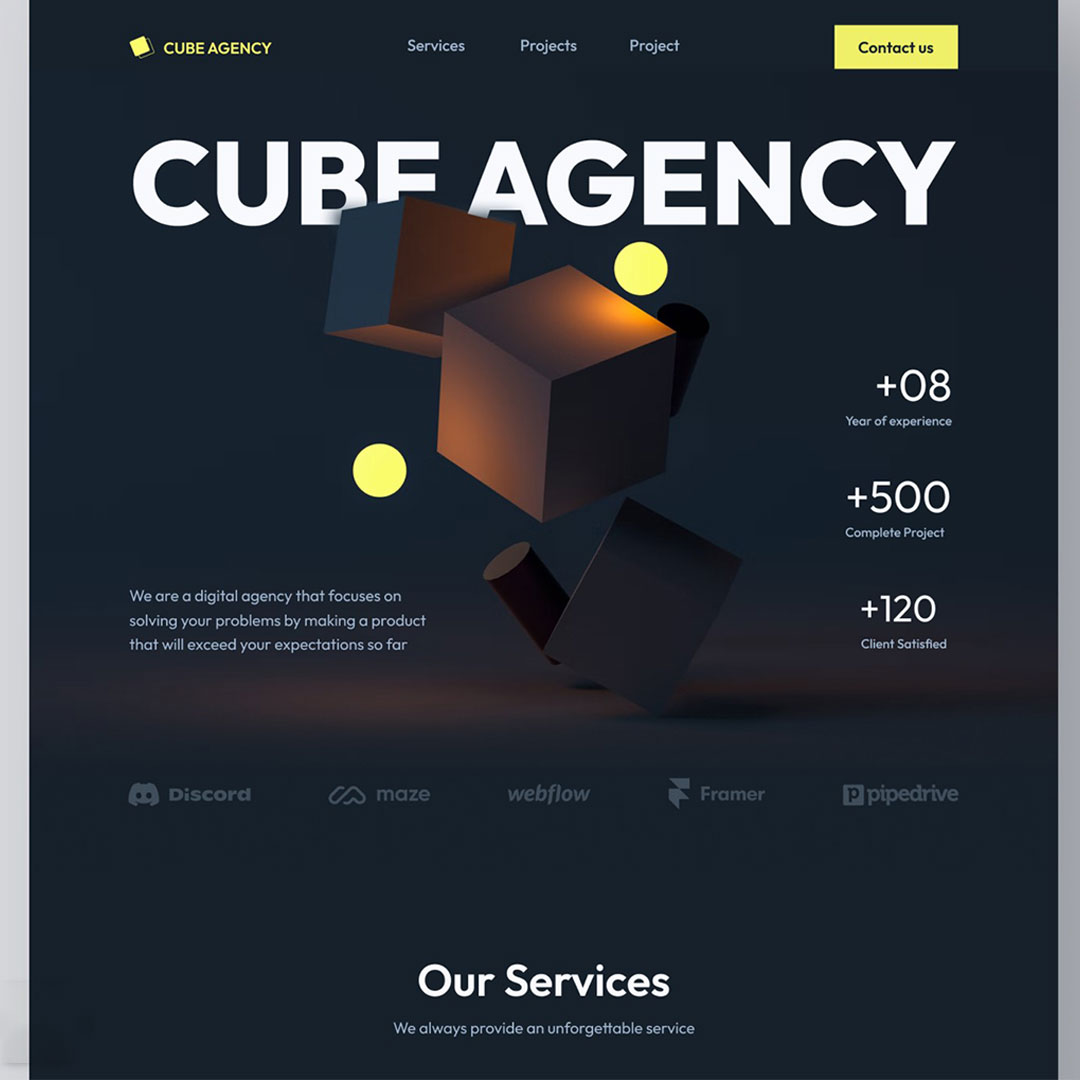 CUBE AGENCY
Services
Projects
Project
Contact us
CUBE AGENCY
+08
Year of experience
+500
Complete Project
+120
Client Satisfied
We are a digital agency that focuses on
solving your problems by making a product
that will exceed your expectations so far
Discord
maze
webflow
Framer
pipedrive
Our Services
We always provide an unforgettable service